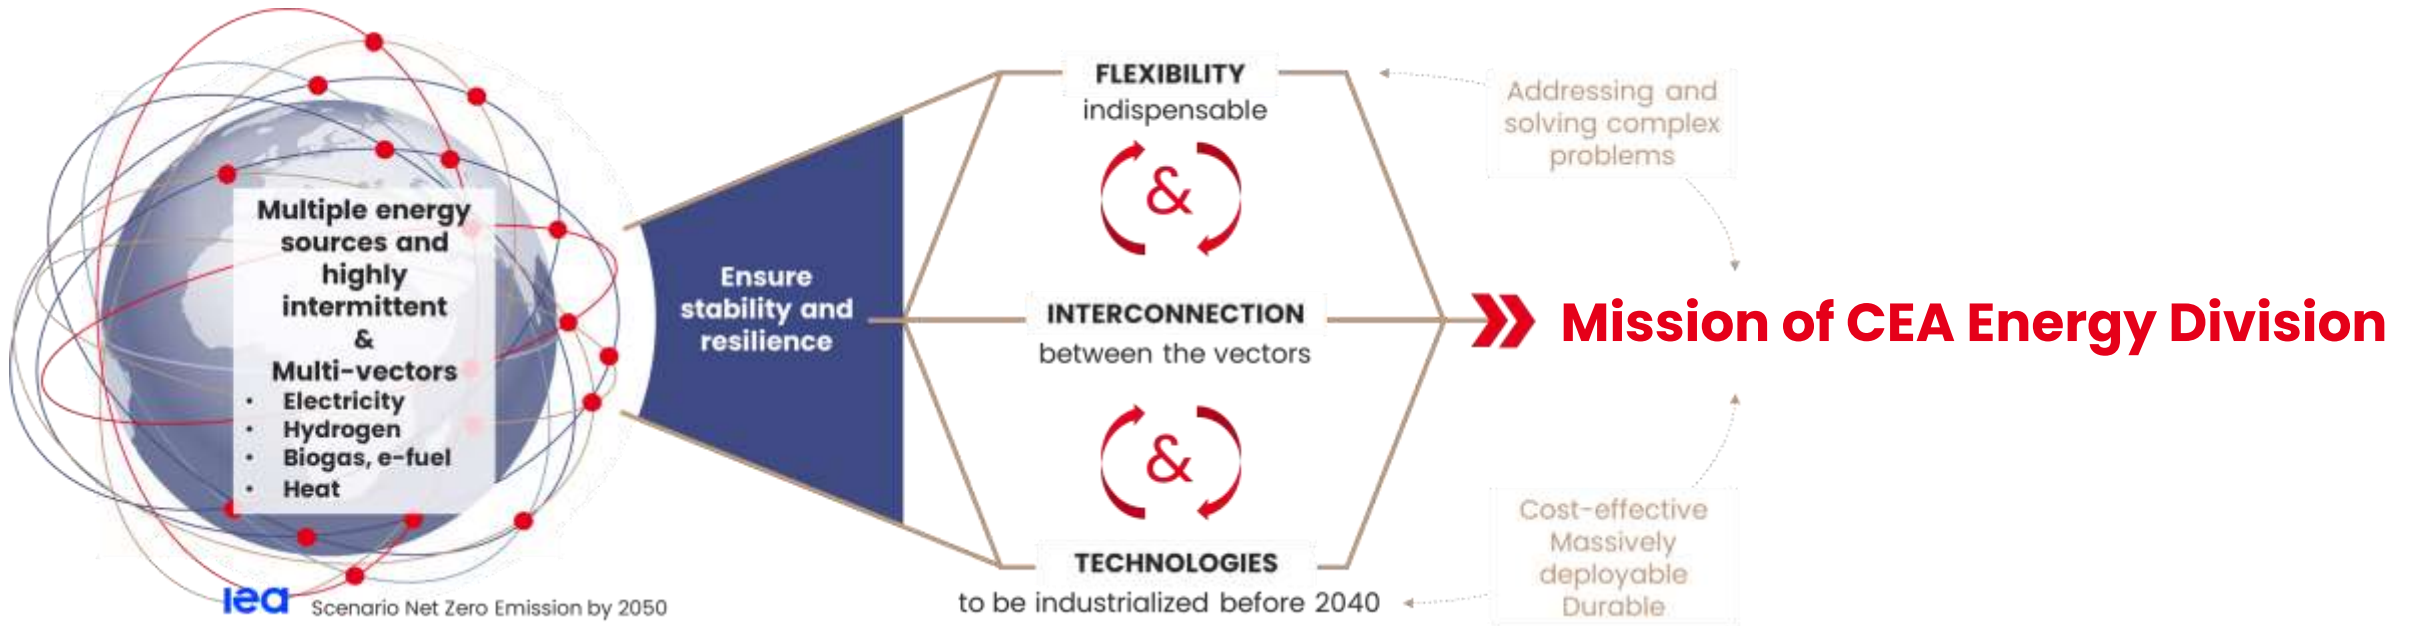 Multiple energy
sources and
highly
intermittent
&
Multi-vectors
• Electricity
• Hydrogen
• Biogas, e-fuel
• Heat
iea Scenario Net Zero Emission by 2050
Ensure
stability and
resilience
FLEXIBILITY
indispensable
&
INTERCONNECTION
between the vectors
&
TECHNOLOGIES
to be industrialized before 2040
Addressing and
solving complex
problems
Mission of CEA Energy Division
Cost-effective
Massively
deployable
Durable